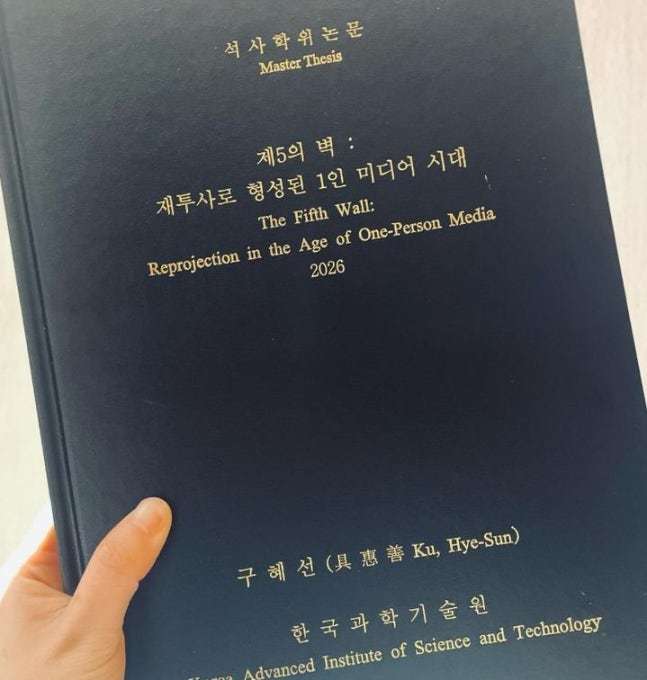 석사학위논문
Master Thesis
제5의 벽 :
재투사로 형성된 1인 미디어 시대
The Fifth Wall:
Reprojection in the Age of One-Person Media
2026
구 혜 선 (具 惠 善 Ku, Hye-Sun)
한 국 과 학 기 술 원
Korea Advanced Institute of Science and Technology